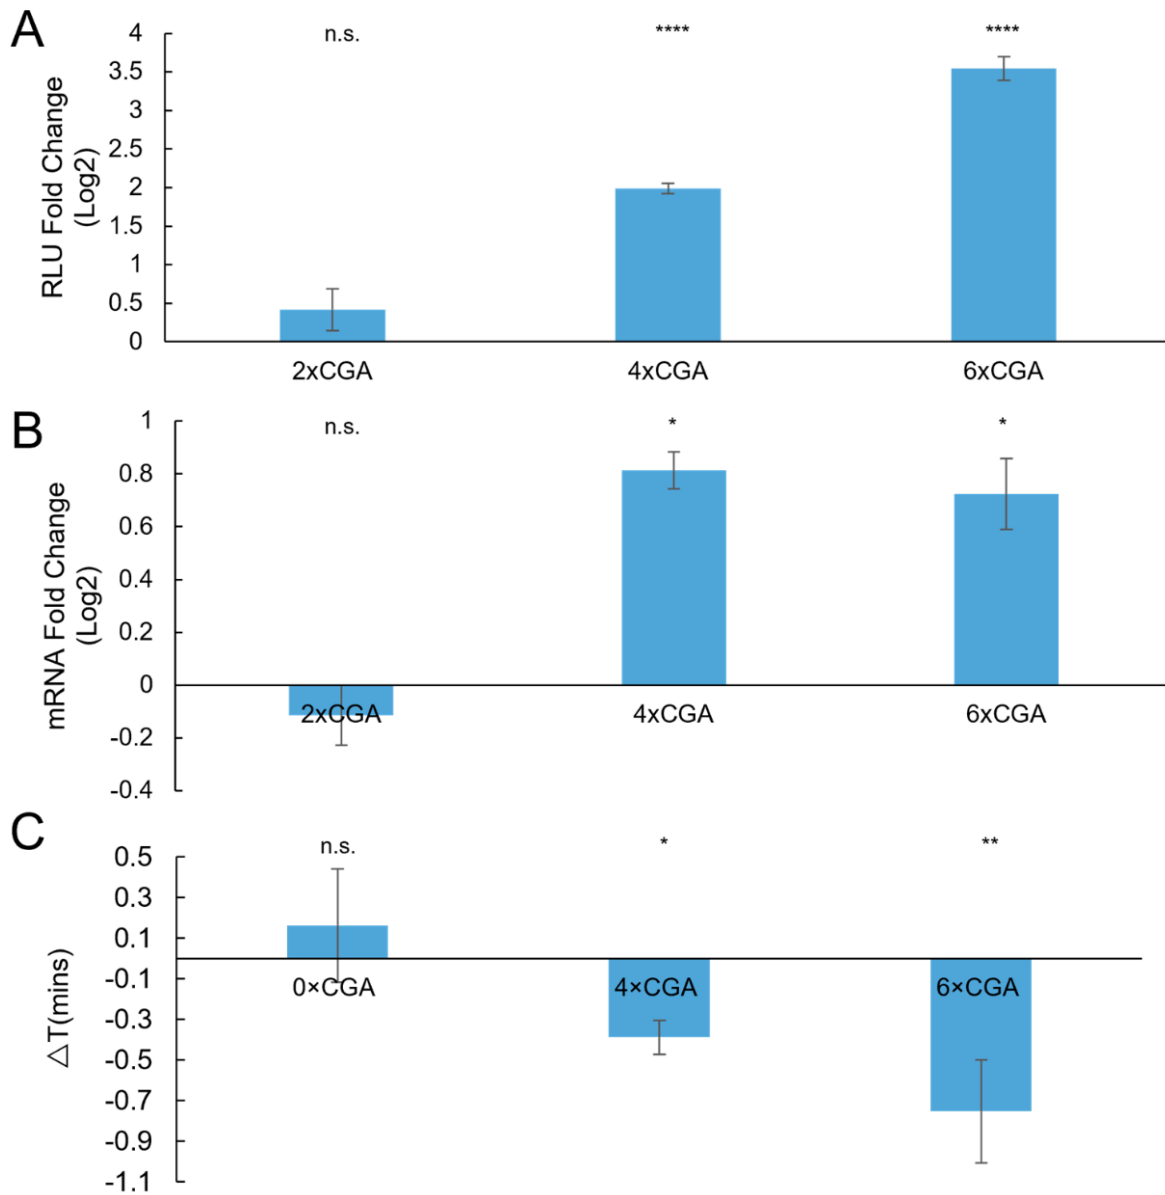 A
RLU Fold Change
(Log2)
4
3.5
3
2.5
2
1.5
1
0.5
0
n.s.
****
****
2xCGA
4xCGA
6xCGA
B
mRNA Fold Change
(Log2)
1
0.8
0.6
0.4
0.2
0
-0.2
-0.4
n.s.
*
*
2xCGA
4xCGA
6xCGA
C
△T(mins)
0.5
0.3
0.1
-0.1
-0.3
-0.5
-0.7
-0.9
-1.1
n.s.
*
**
0×CGA
4×CGA
6×CGA